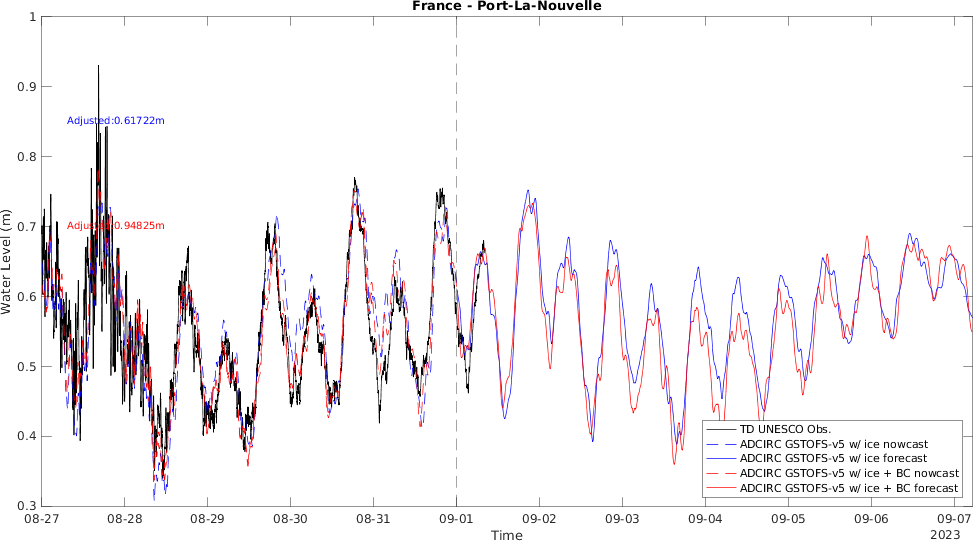 France - Port-La-Nouvelle
1
0.9
0.8
0.7
0.6
0.5
0.4
0.3
Water Level (m)
Adjusted:0.61722m
Adjusted:0.94825m
TD UNESCO Obs.
ADCIRC GSTOFS-v5 w/ ice nowcast
ADCIRC GSTOFS-v5 w/ ice forecast
ADCIRC GSTOFS-v5 w/ ice + BC nowcast
ADCIRC GSTOFS-v5 w/ ice + BC forecast
08-27 08-28 08-29 08-30 08-31 09-01 09-02 09-03 09-04 09-05 09-06 09-07
Time
2023